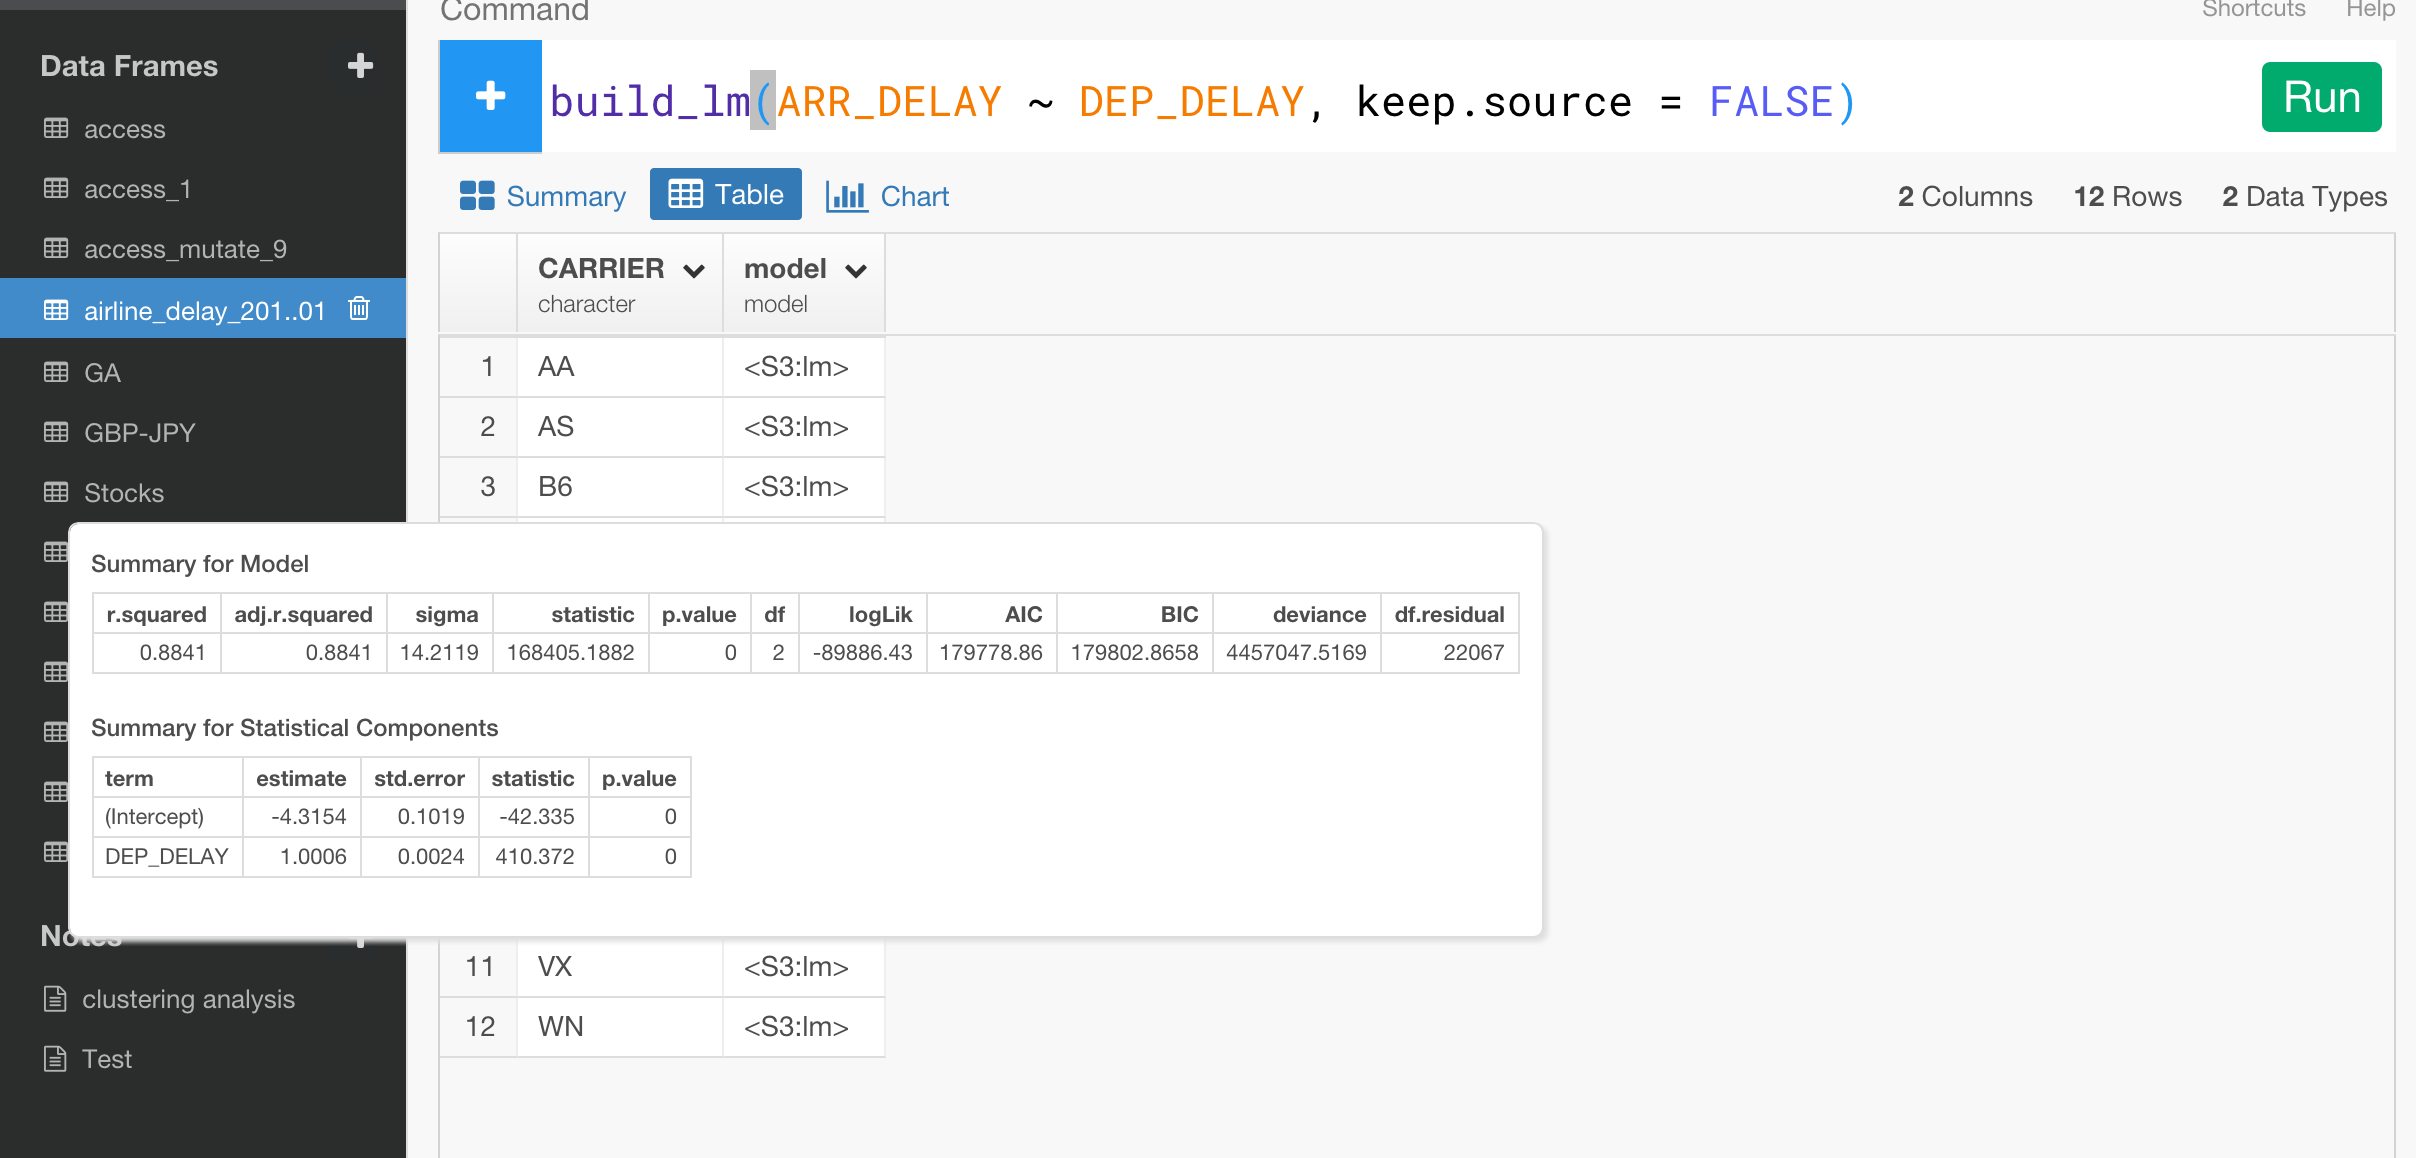 Command
Shortcuts Help
Data Frames
access
access_1
access_mutate_9
airline_delay_201..01
GA
GBP-JPY
Stocks
Notes
clustering analysis
Test
build_lm(ARR_DELAY ~ DEP_DELAY, keep.source = FALSE)
Run
Summary Table Chart
2 Columns 12 Rows 2 Data Types
CARRIER model
character model
1 AA <S3:lm>
2 AS <S3:lm>
3 B6 <S3:lm>
Summary for Model
r.squared adj.r.squared sigma statistic p.value df logLik AIC BIC deviance df.residual
0.8841 0.8841 14.2119 168405.1882 0 2 -89886.43 179778.86 179802.8658 4457047.5169 22067
Summary for Statistical Components
term estimate std.error statistic p.value
(Intercept) -4.3154 0.1019 -42.335 0
DEP_DELAY 1.0006 0.0024 410.372 0
11 VX <S3:lm>
12 WN <S3:lm>